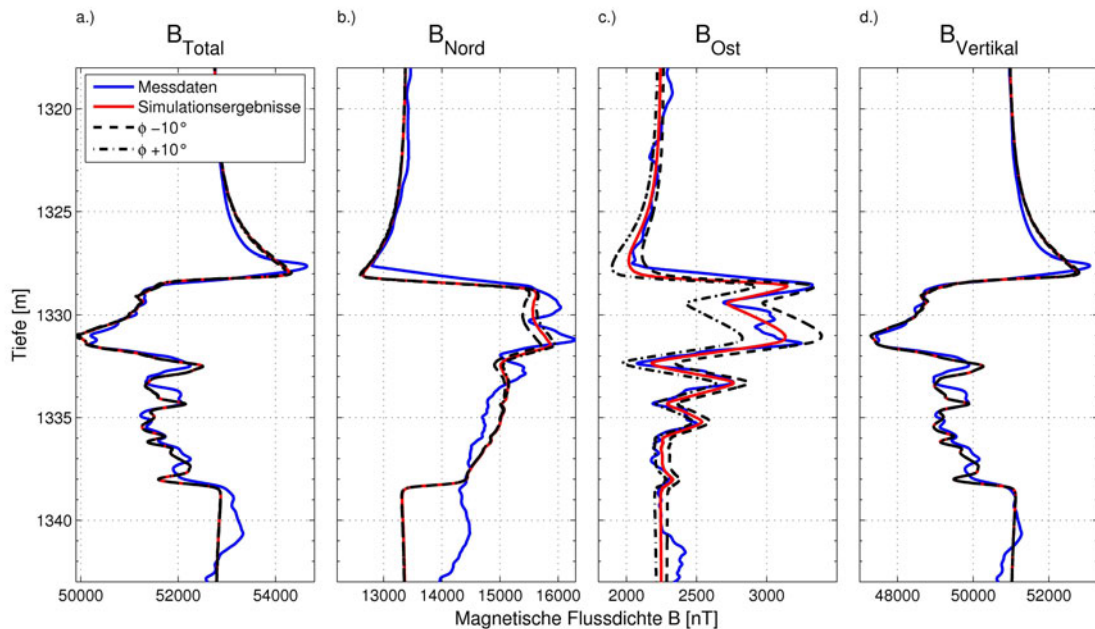 a.)
B_Total
b.)
B_Nord
c.)
B_Ost
d.)
B_Vertikal
Messdaten
Simulationsergebnisse
ϕ −10°
ϕ +10°
Tiefe [m]
1320
1325
1330
1335
1340
50000 52000 54000
13000 14000 15000 16000
2000 2500 3000
48000 50000 52000
Magnetische Flussdichte B [nT]